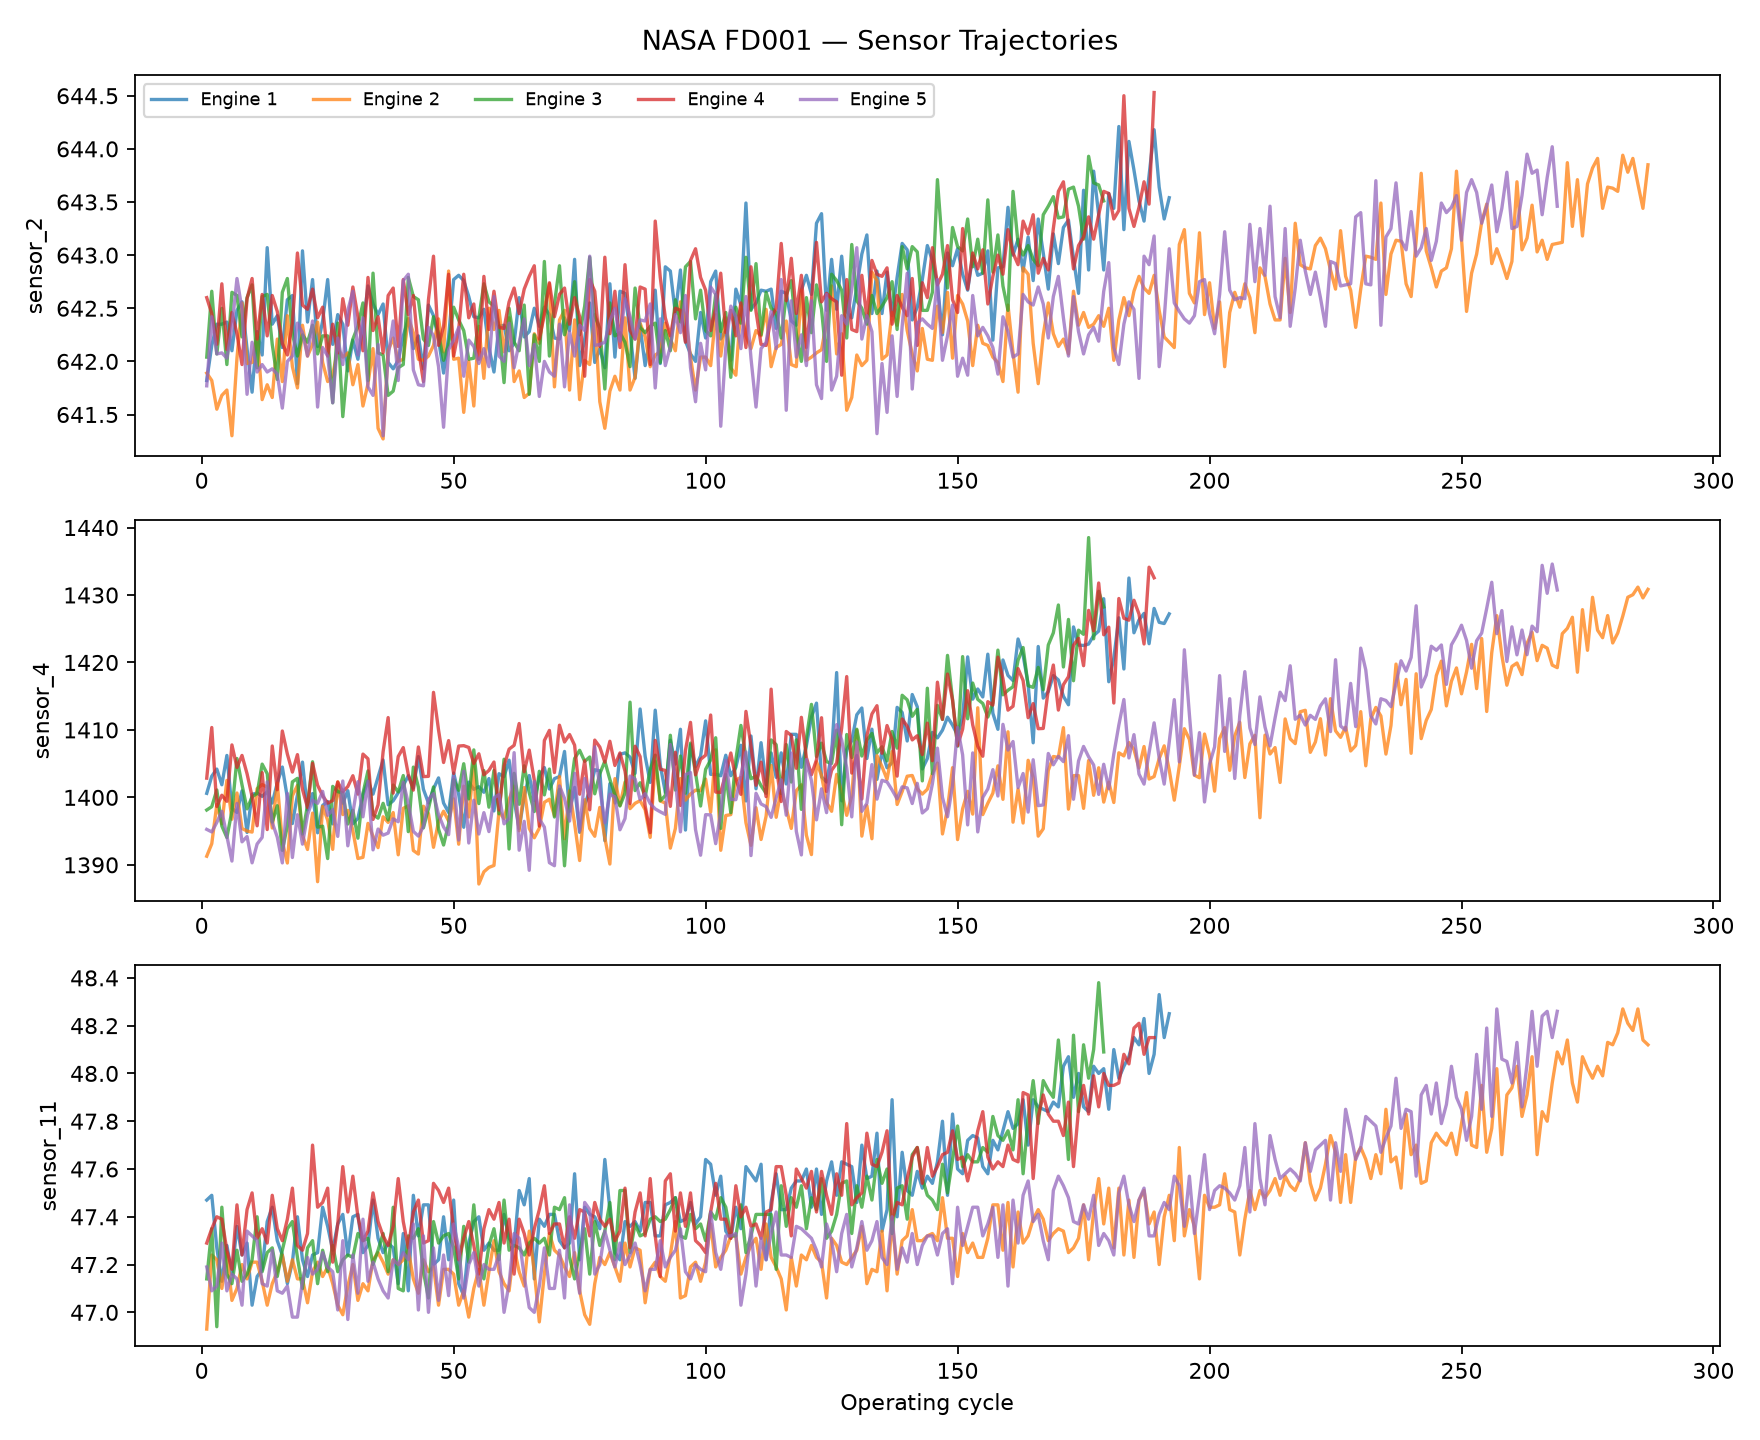 NASA FD001 — Sensor Trajectories
Engine 1 Engine 2 Engine 3 Engine 4 Engine 5
sensor_2
644.5
644.0
643.5
643.0
642.5
642.0
641.5
0 50 100 150 200 250 300
sensor_4
1440
1430
1420
1410
1400
1390
0 50 100 150 200 250 300
sensor_11
48.4
48.2
48.0
47.8
47.6
47.4
47.2
47.0
0 50 100 150 200 250 300
Operating cycle